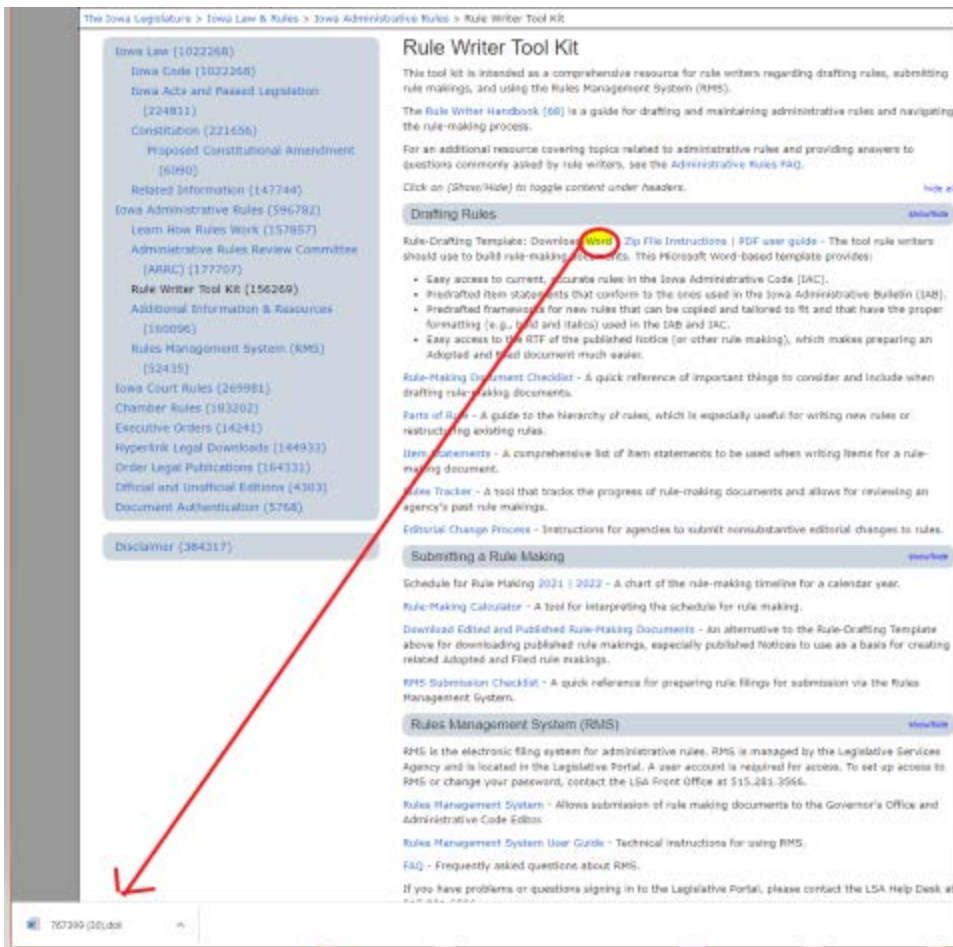 The Iowa Legislature > Iowa Law & Rules > Iowa Administrative Rules > Rule Writer Tool Kit
Iowa Law (1022268)
Iowa Code (1022268)
Iowa Acts and Passed Legislation
(224811)
Constitution (221656)
Proposed Constitutional Amendment
(6090)
Related Information (147744)
Iowa Administrative Rules (596782)
Learn How Rules Work (157857)
Administrative Rules Review Committee
(ARRC) (177707)
Rule Writer Tool Kit (156269)
Additional Information & Resources
(160096)
Rules Management System (RMS)
(52435)
Iowa Court Rules (269981)
Chamber Rules (183202)
Executive Orders (14241)
Hyperlink Legal Downloads (144933)
Order Legal Publications (164331)
Official and Unofficial Editions (4383)
Document Authentication (5768)
Disclaimer (384317)
Rule Writer Tool Kit
This tool kit is intended as a comprehensive resource for rule writers regarding drafting rules, submitting
rule makings, and using the Rules Management System (RMS).
The Rule Writer Handbook (68) is a guide for drafting and maintaining administrative rules and navigating
the rule-making process.
For an additional resource covering topics related to administrative rules and providing answers to
questions commonly asked by rule writers, see the Administrative Rules FAQ.
Click on (Show/Hide) to toggle content under headers.
hide al
Drafting Rules
show/hide
Rule-Drafting Template: Download Word | Zip File Instructions | PDF user guide - The tool rule writers
should use to build rule-making documents. This Microsoft Word-based template provides:
• Easy access to current, accurate rules in the Iowa Administrative Code (IAC).
• Predrafted item statements that conform to the ones used in the Iowa Administrative Bulletin (IAB).
• Predrafted frameworks for new rules that can be copied and tailored to fit and that have the proper
formatting (e.g., bold and italics) used in the IAB and IAC.
• Easy access to the RTF of the published Notice (or other rule making), which makes preparing an
Adopted and filed document much easier.
Rule-Making Document Checklist - A quick reference of important things to consider and include when
drafting rule-making documents.
Parts of Rule - A guide to the hierarchy of rules, which is especially useful for writing new rules or
restructuring existing rules.
Item Statements - A comprehensive list of item statements to be used when writing items for a rule-
making document.
Rules Tracker - A tool that tracks the progress of rule-making documents and allows for reviewing an
agency's past rule makings.
Editorial Change Process - Instructions for agencies to submit nonsubstantive editorial changes to rules.
Submitting a Rule Making
show/hide
Schedule for Rule Making 2021 | 2022 - A chart of the rule-making timeline for a calendar year.
Rule-Making Calculator - A tool for interpreting the schedule for rule making.
Download Edited and Published Rule-Making Documents - An alternative to the Rule-Drafting Template
above for downloading published rule makings, especially published Notices to use as a basis for creating
related Adopted and Filed rule makings.
RMS Submission Checklist - A quick reference for preparing rule filings for submission via the Rules
Management System.
Rules Management System (RMS)
show/hide
RMS is the electronic filing system for administrative rules. RMS is managed by the Legislative Services
Agency and is located in the Legislative Portal. A user account is required for access. To set up access to
RMS or change your password, contact the LSA Front Office at 515.281.3566.
Rules Management System - Allows submission of rule making documents to the Governor's Office and
Administrative Code Editor
Rules Management System User Guide - Technical instructions for using RMS.
FAQ - Frequently asked questions about RMS.
If you have problems or questions signing in to the Legislative Portal, please contact the LSA Help Desk at
767399 (20).dot